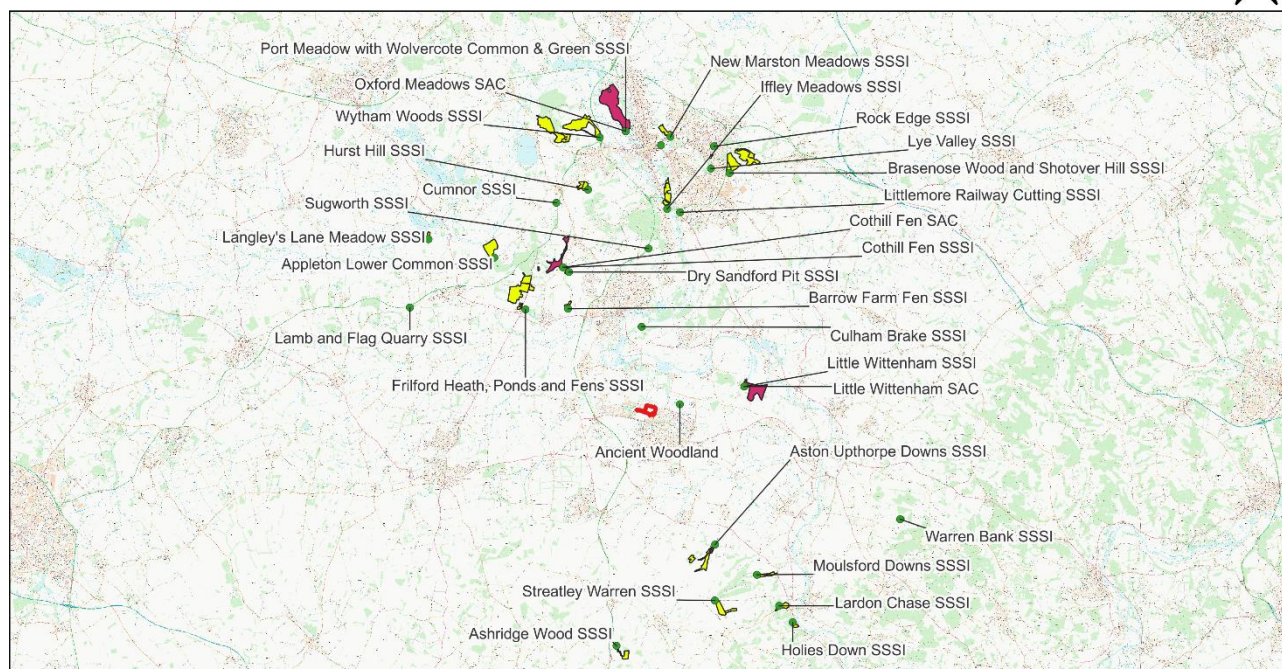 Port Meadow with Wolvercote Common & Green SSSI
New Marston Meadows SSSI
Oxford Meadows SAC
Iffley Meadows SSSI
Wytham Woods SSSI
Rock Edge SSSI
Lye Valley SSSI
Hurst Hill SSSI
Brasenose Wood and Shotover Hill SSSI
Cumnor SSSI
Littlemore Railway Cutting SSSI
Sugworth SSSI
Cothill Fen SAC
Langley's Lane Meadow SSSI
Cothill Fen SSSI
Appleton Lower Common SSSI
Dry Sandford Pit SSSI
Barrow Farm Fen SSSI
Lamb and Flag Quarry SSSI
Culham Brake SSSI
Little Wittenham SSSI
Frilford Heath, Ponds and Fens SSSI
Little Wittenham SAC
Ancient Woodland
Aston Upthorpe Downs SSSI
Warren Bank SSSI
Moulsford Downs SSSI
Streatley Warren SSSI
Lardon Chase SSSI
Ashridge Wood SSSI
Holies Down SSSI